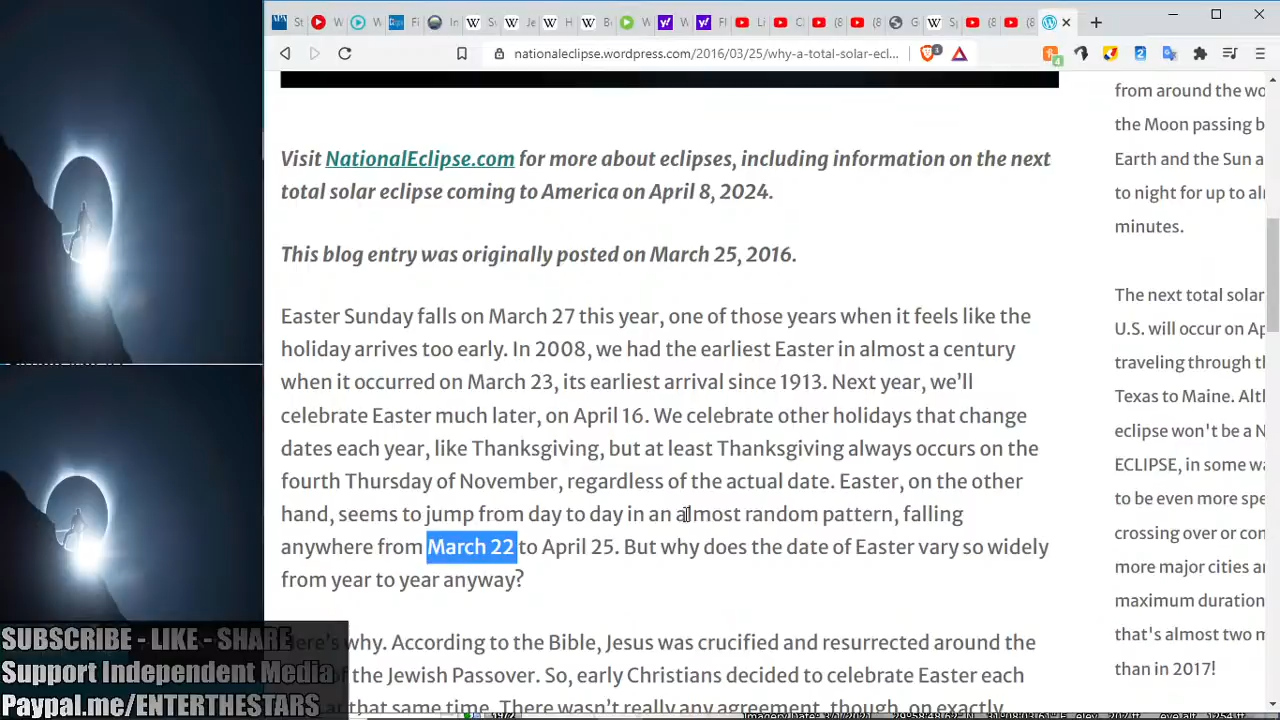 nationaleclipse.wordpress.com/2016/03/25/why-a-total-solar-ecl...
Visit NationalEclipse.com for more about eclipses, including information on the next
total solar eclipse coming to America on April 8, 2024.
This blog entry was originally posted on March 25, 2016.
Easter Sunday falls on March 27 this year, one of those years when it feels like the
holiday arrives too early. In 2008, we had the earliest Easter in almost a century
when it occurred on March 23, its earliest arrival since 1913. Next year, we’ll
celebrate Easter much later, on April 16. We celebrate other holidays that change
dates each year, like Thanksgiving, but at least Thanksgiving always occurs on the
fourth Thursday of November, regardless of the actual date. Easter, on the other
hand, seems to jump from day to day in an almost random pattern, falling
anywhere from March 22 to April 25. But why does the date of Easter vary so widely
from year to year anyway?
why. According to the Bible, Jesus was crucified and resurrected around the
of the Jewish Passover. So, early Christians decided to celebrate Easter each
at that same time. There wasn’t really any agreement, though, on exactly
from around the wo
the Moon passing b
Earth and the Sun a
to night for up to al
minutes.
The next total solar
U.S. will occur on Ap
traveling through t
Texas to Maine. Alt
eclipse won't be a N
ECLIPSE, in some wa
to be even more spe
crossing over or con
more major cities a
maximum duration
that's almost two m
than in 2017!
SUBSCRIBE - LIKE - SHARE
Support Independent Media
Paypal.me/ENTERTHESTARS